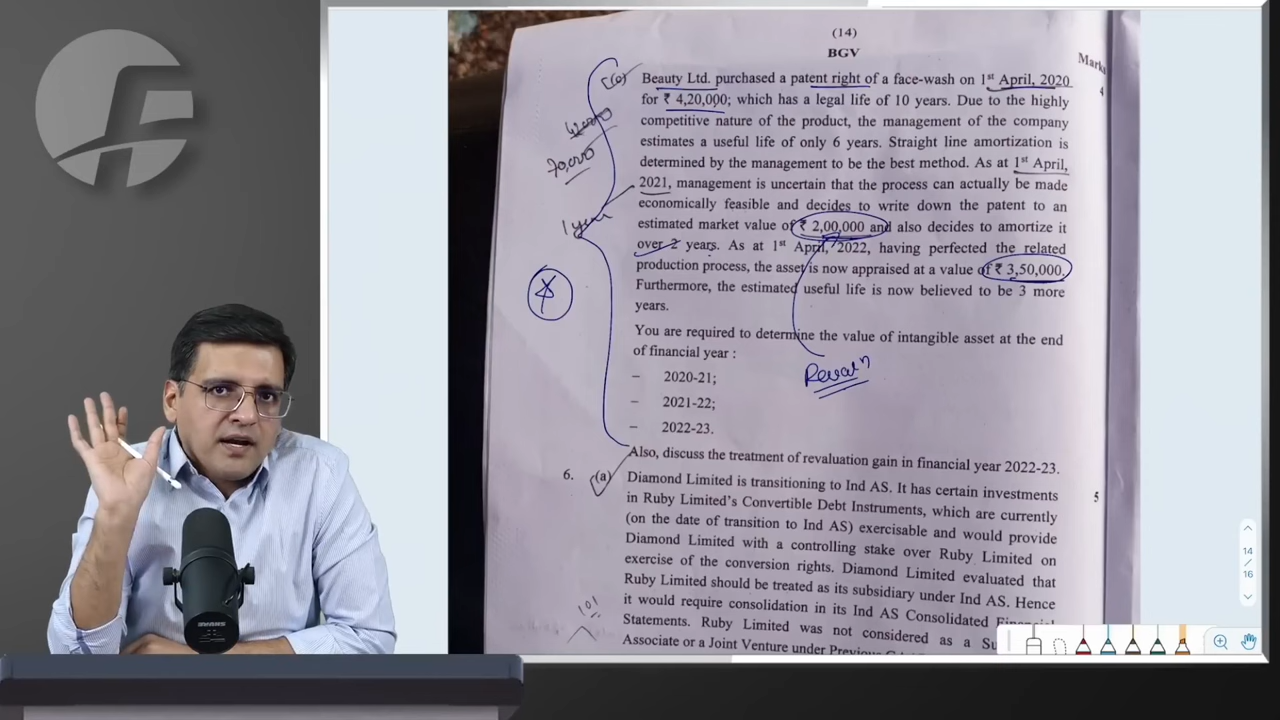 (14)
BGV
Marks
(e) Beauty Ltd. purchased a patent right of a face-wash on 1st April, 2020
4
for ₹ 4,20,000; which has a legal life of 10 years. Due to the highly
competitive nature of the product, the management of the company
estimates a useful life of only 6 years. Straight line amortization is
determined by the management to be the best method. As at 1st April,
2021, management is uncertain that the process can actually be made
economically feasible and decides to write down the patent to an
estimated market value of ₹ 2,00,000 and also decides to amortize it
over 2 years. As at 1st April, 2022, having perfected the related
production process, the asset is now appraised at a value of ₹ 3,50,000.
Furthermore, the estimated useful life is now believed to be 3 more
years.
70,000
1 year
You are required to determine the value of intangible asset at the end
of financial year :
Revalⁿ
– 2020-21;
– 2021-22;
– 2022-23.
Also, discuss the treatment of revaluation gain in financial year 2022-23.
6. (a) Diamond Limited is transitioning to Ind AS. It has certain investments
5
in Ruby Limited's Convertible Debt Instruments, which are currently
(on the date of transition to Ind AS) exercisable and would provide
Diamond Limited with a controlling stake over Ruby Limited on
exercise of the conversion rights. Diamond Limited evaluated that
Ruby Limited should be treated as its subsidiary under Ind AS. Hence
it would require consolidation in its Ind AS Consolidated Financial
101
Statements. Ruby Limited was not considered as a
Associate or a Joint Venture under Previous
14
/
16